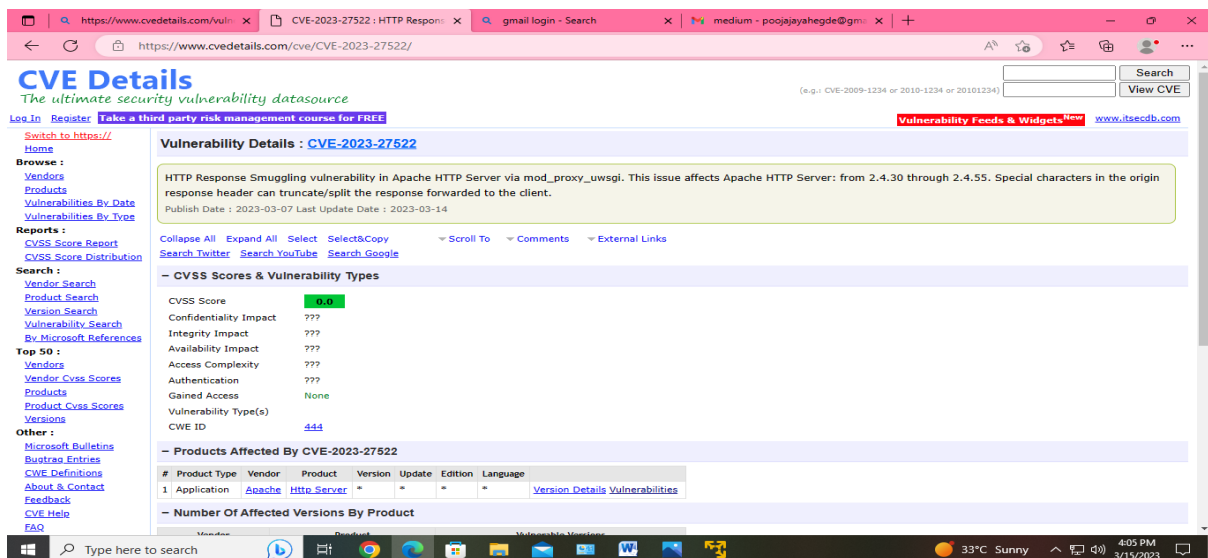 https://www.cvedetails.com/vuln
CVE-2023-27522 : HTTP Respons
gmail login - Search
medium - poojajayahegde@gma
https://www.cvedetails.com/cve/CVE-2023-27522/
CVE Details
The ultimate security vulnerability datasource
(e.g.: CVE-2009-1234 or 2010-1234 or 20101234)
Search
View CVE
Log In Register Take a third party risk management course for FREE
Vulnerability Feeds & Widgets New www.itsecdb.com
Switch to https://
Home
Browse :
Vendors
Products
Vulnerabilities By Date
Vulnerabilities By Type
Reports :
CVSS Score Report
CVSS Score Distribution
Search :
Vendor Search
Product Search
Version Search
Vulnerability Search
By Microsoft References
Top 50 :
Vendors
Vendor Cvss Scores
Products
Product Cvss Scores
Versions
Other :
Microsoft Bulletins
Bugtraq Entries
CWE Definitions
About & Contact
Feedback
CVE Help
FAQ
Vulnerability Details : CVE-2023-27522
HTTP Response Smuggling vulnerability in Apache HTTP Server via mod_proxy_uwsgi. This issue affects Apache HTTP Server: from 2.4.30 through 2.4.55. Special characters in the origin
response header can truncate/split the response forwarded to the client.
Publish Date : 2023-03-07 Last Update Date : 2023-03-14
Collapse All Expand All Select Select&Copy Scroll To Comments External Links
Search Twitter Search YouTube Search Google
– CVSS Scores & Vulnerability Types
CVSS Score 0.0
Confidentiality Impact ???
Integrity Impact ???
Availability Impact ???
Access Complexity ???
Authentication ???
Gained Access None
Vulnerability Type(s)
CWE ID 444
– Products Affected By CVE-2023-27522
# Product Type Vendor Product Version Update Edition Language
1 Application Apache Http Server * * * * Version Details Vulnerabilities
– Number Of Affected Versions By Product
Vendor Product Vulnerable Versions
Type here to search
33°C Sunny
4:05 PM
3/15/2023